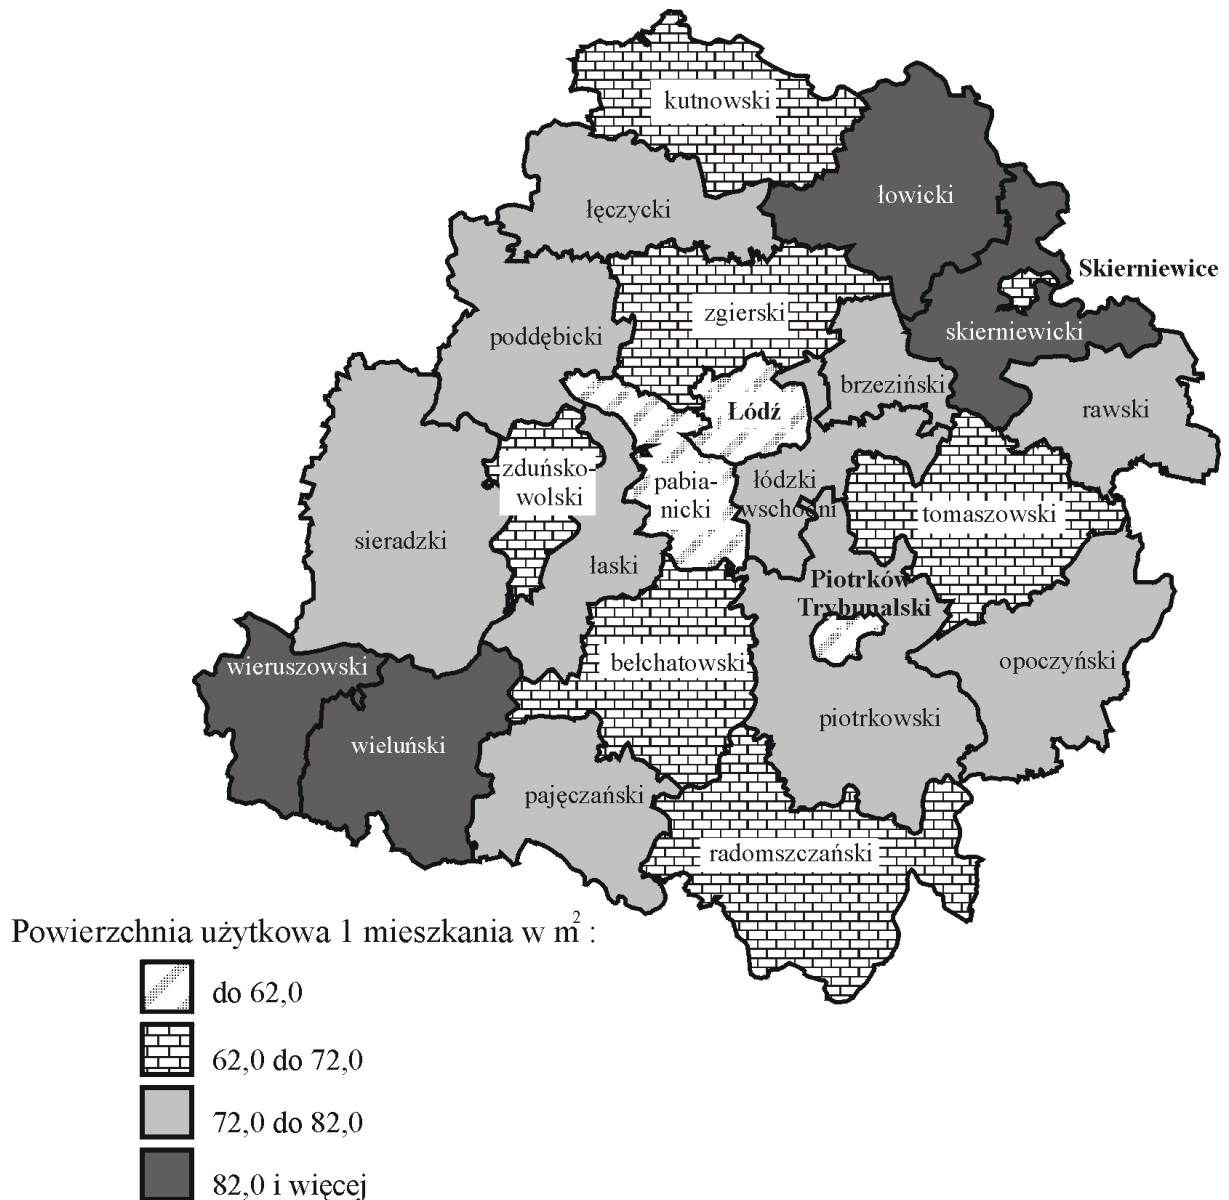 kutnowski
łowicki
łęczycki
Skierniewice
zgierski
skierniewicki
poddębicki
brzeziński
rawski
Łódź
zduńsko-
wolski
pabia-
nicki
łódzki
wschodni
tomaszowski
sieradzki
łaski
Piotrków
Trybunalski
wieruszowski
bełchatowski
opoczyński
piotrkowski
wieluński
pajęczański
radomszczański
Powierzchnia użytkowa 1 mieszkania w m²:
do 62,0
62,0 do 72,0
72,0 do 82,0
82,0 i więcej